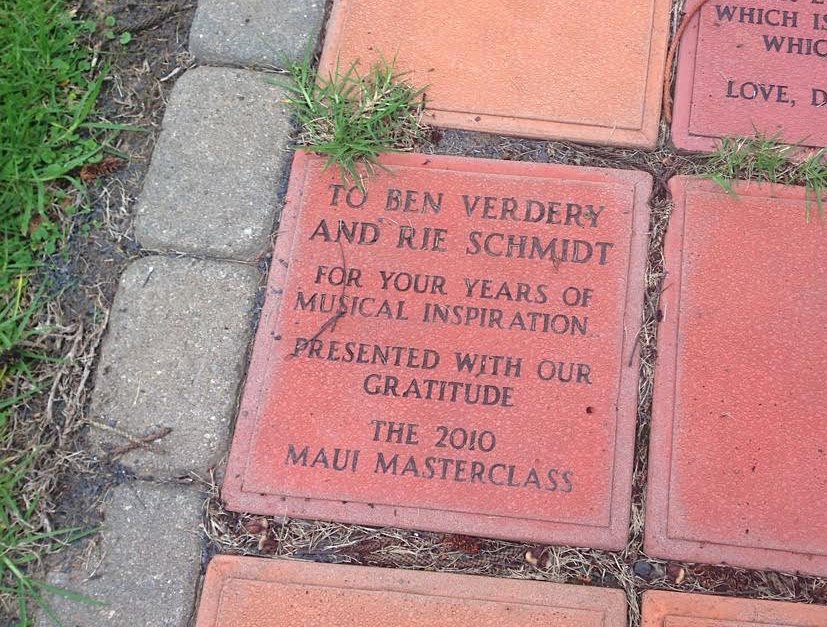 WHICH IS
WHIC
LOVE, D
TO BEN VERDERY
AND RIE SCHMIDT
FOR YOUR YEARS OF
MUSICAL INSPIRATION
PRESENTED WITH OUR
GRATITUDE
THE 2010
MAUI MASTERCLASS